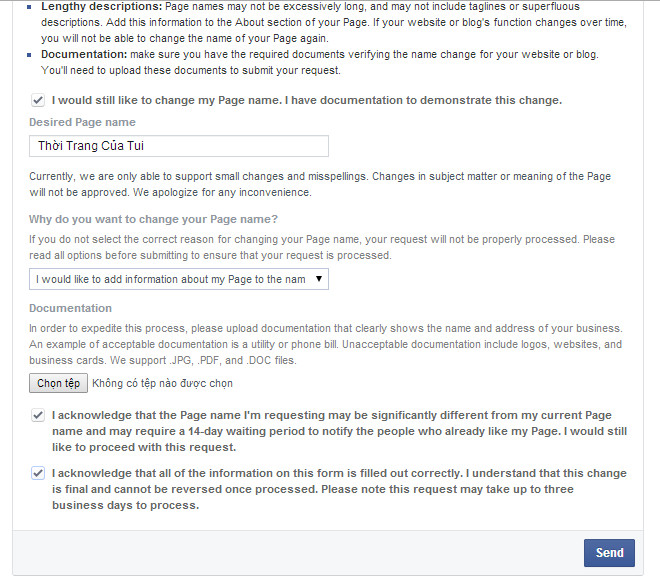 Lengthy descriptions: Page names may not be excessively long, and may not include taglines or superfluous
descriptions. Add this information to the About section of your Page. If your website or blog's function changes over time,
you will not be able to change the name of your Page again.
Documentation: make sure you have the required documents verifying the name change for your website or blog.
You'll need to upload these documents to submit your request.
I would still like to change my Page name. I have documentation to demonstrate this change.
Desired Page name
Thời Trang Của Tui
Currently, we are only able to support small changes and misspellings. Changes in subject matter or meaning of the Page
will not be approved. We apologize for any inconvenience.
Why do you want to change your Page name?
If you do not select the correct reason for changing your Page name, your request will not be properly processed. Please
read all options before submitting to ensure that your request is processed.
I would like to add information about my Page to the nam
Documentation
In order to expedite this process, please upload documentation that clearly shows the name and address of your business.
An example of acceptable documentation is a utility or phone bill. Unacceptable documentation include logos, websites, and
business cards. We support .JPG, .PDF, and .DOC files.
Chọn tệp Không có tệp nào được chọn
I acknowledge that the Page name I'm requesting may be significantly different from my current Page
name and may require a 14-day waiting period to notify the people who already like my Page. I would still
like to proceed with this request.
I acknowledge that all of the information on this form is filled out correctly. I understand that this change
is final and cannot be reversed once processed. Please note this request may take up to three
business days to process.
Send